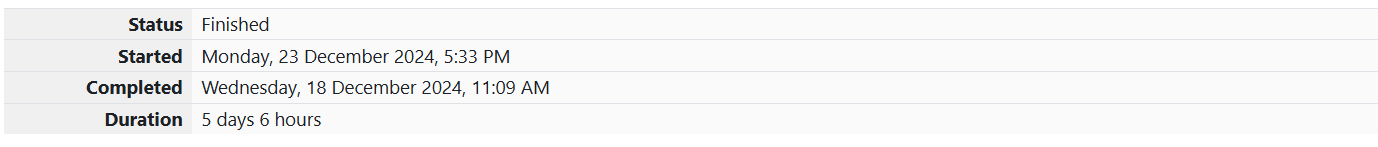 Status Finished
Started Monday, 23 December 2024, 5:33 PM
Completed Wednesday, 18 December 2024, 11:09 AM
Duration 5 days 6 hours